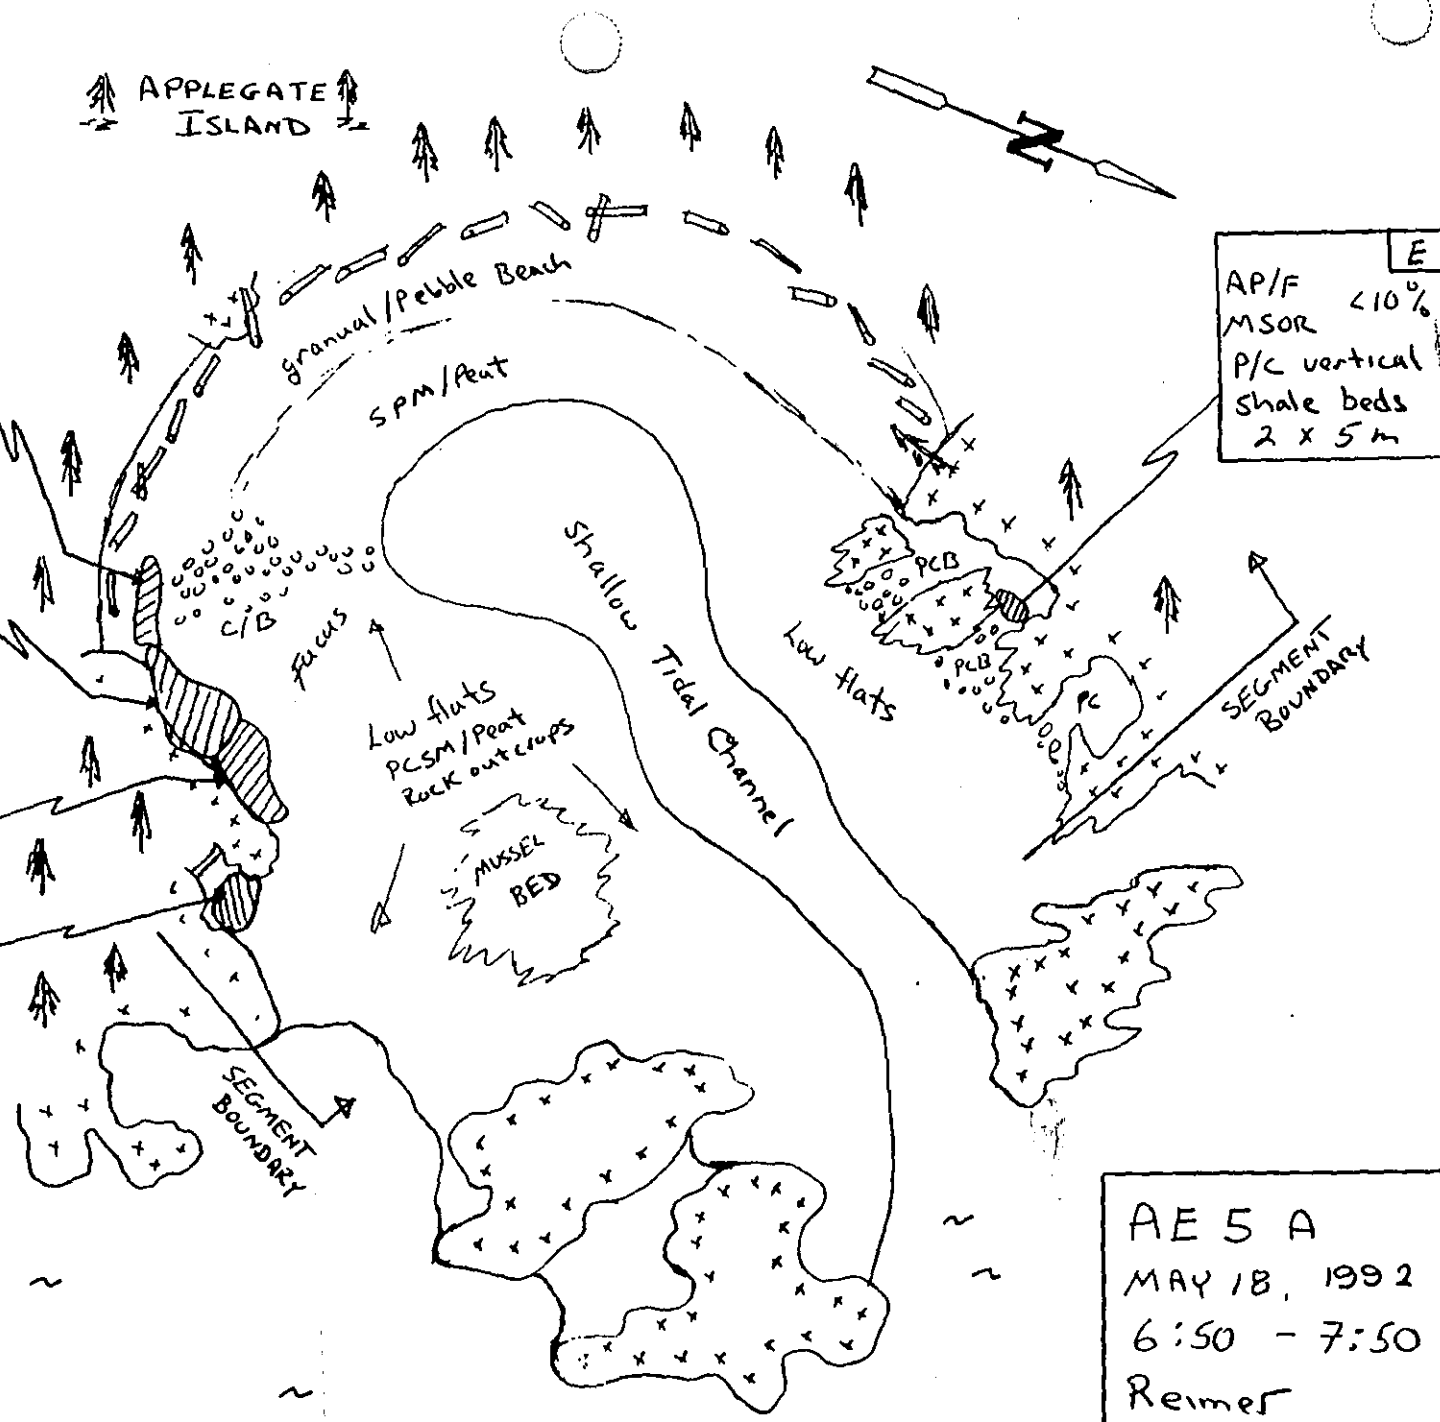 APPLEGATE
ISLAND
N
E
AP/F <10%
MSOR
P/C vertical
shale beds
2 x 5m
granual/Pebble Beach
SPM/Peat
C/B
Fucus
Shallow Tidal Channel
PCB
PCB
PC
Low flats
SEGMENT
BOUNDARY
Low flats
PCSM/Peat
Rock outcrops
MUSSEL
BED
SEGMENT
BOUNDARY
AE 5 A
MAY 18, 1992
6:50 - 7:50
Reimer